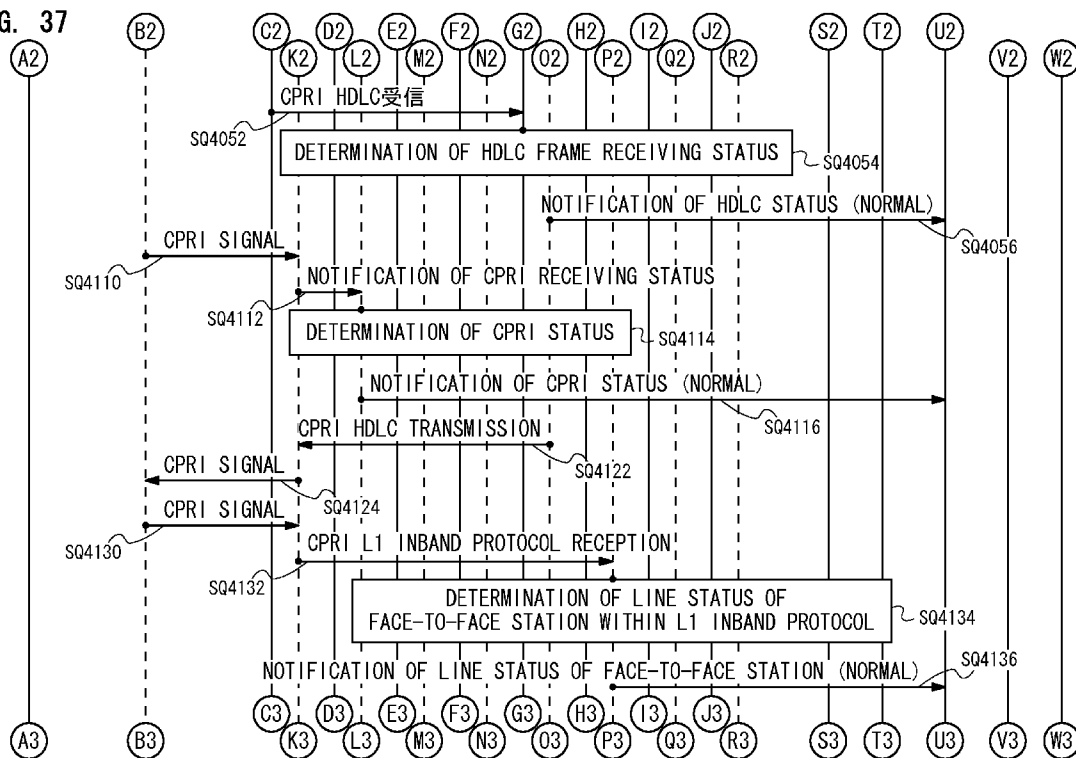 G. 37
B2 C2 D2 E2 F2 G2 H2 I2 J2 S2 T2 U2
A2 K2 L2 M2 N2 O2 P2 Q2 R2 V2 W2
CPRI HDLC受信
SQ4052
DETERMINATION OF HDLC FRAME RECEIVING STATUS
SQ4054
NOTIFICATION OF HDLC STATUS (NORMAL)
SQ4056
CPRI SIGNAL
SQ4110
NOTIFICATION OF CPRI RECEIVING STATUS
SQ4112
DETERMINATION OF CPRI STATUS
SQ4114
NOTIFICATION OF CPRI STATUS (NORMAL)
SQ4116
CPRI HDLC TRANSMISSION
SQ4122
CPRI SIGNAL
SQ4124
CPRI SIGNAL
SQ4130
CPRI L1 INBAND PROTOCOL RECEPTION
SQ4132
DETERMINATION OF LINE STATUS OF
FACE-TO-FACE STATION WITHIN L1 INBAND PROTOCOL
SQ4134
NOTIFICATION OF LINE STATUS OF FACE-TO-FACE STATION (NORMAL)
SQ4136
C3 D3 E3 F3 G3 H3 I3 J3
A3 B3 K3 L3 M3 N3 O3 P3 Q3 R3 S3 T3 U3 V3 W3